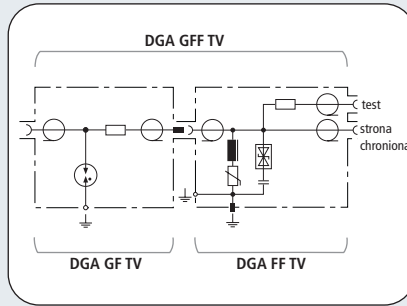 DGA GFF TV
test
strona
chroniona
DGA GF TV
DGA FF TV